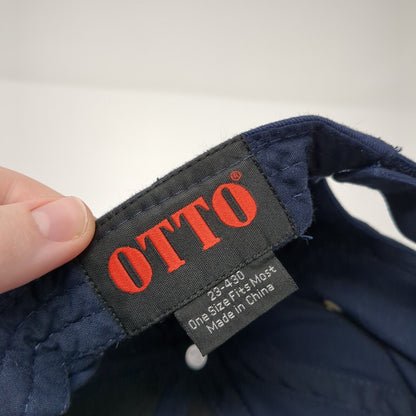 OTTO®
23-430
One Size Fits Most
Made in China